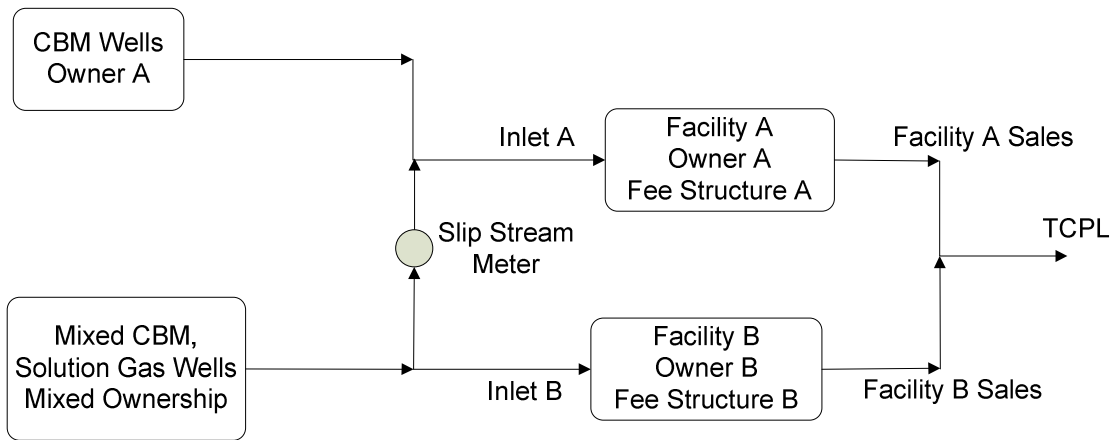 CBM Wells
Owner A
Inlet A
Facility A
Owner A
Fee Structure A
Facility A Sales
TCPL
Slip Stream
Meter
Mixed CBM,
Solution Gas Wells
Mixed Ownership
Inlet B
Facility B
Owner B
Fee Structure B
Facility B Sales